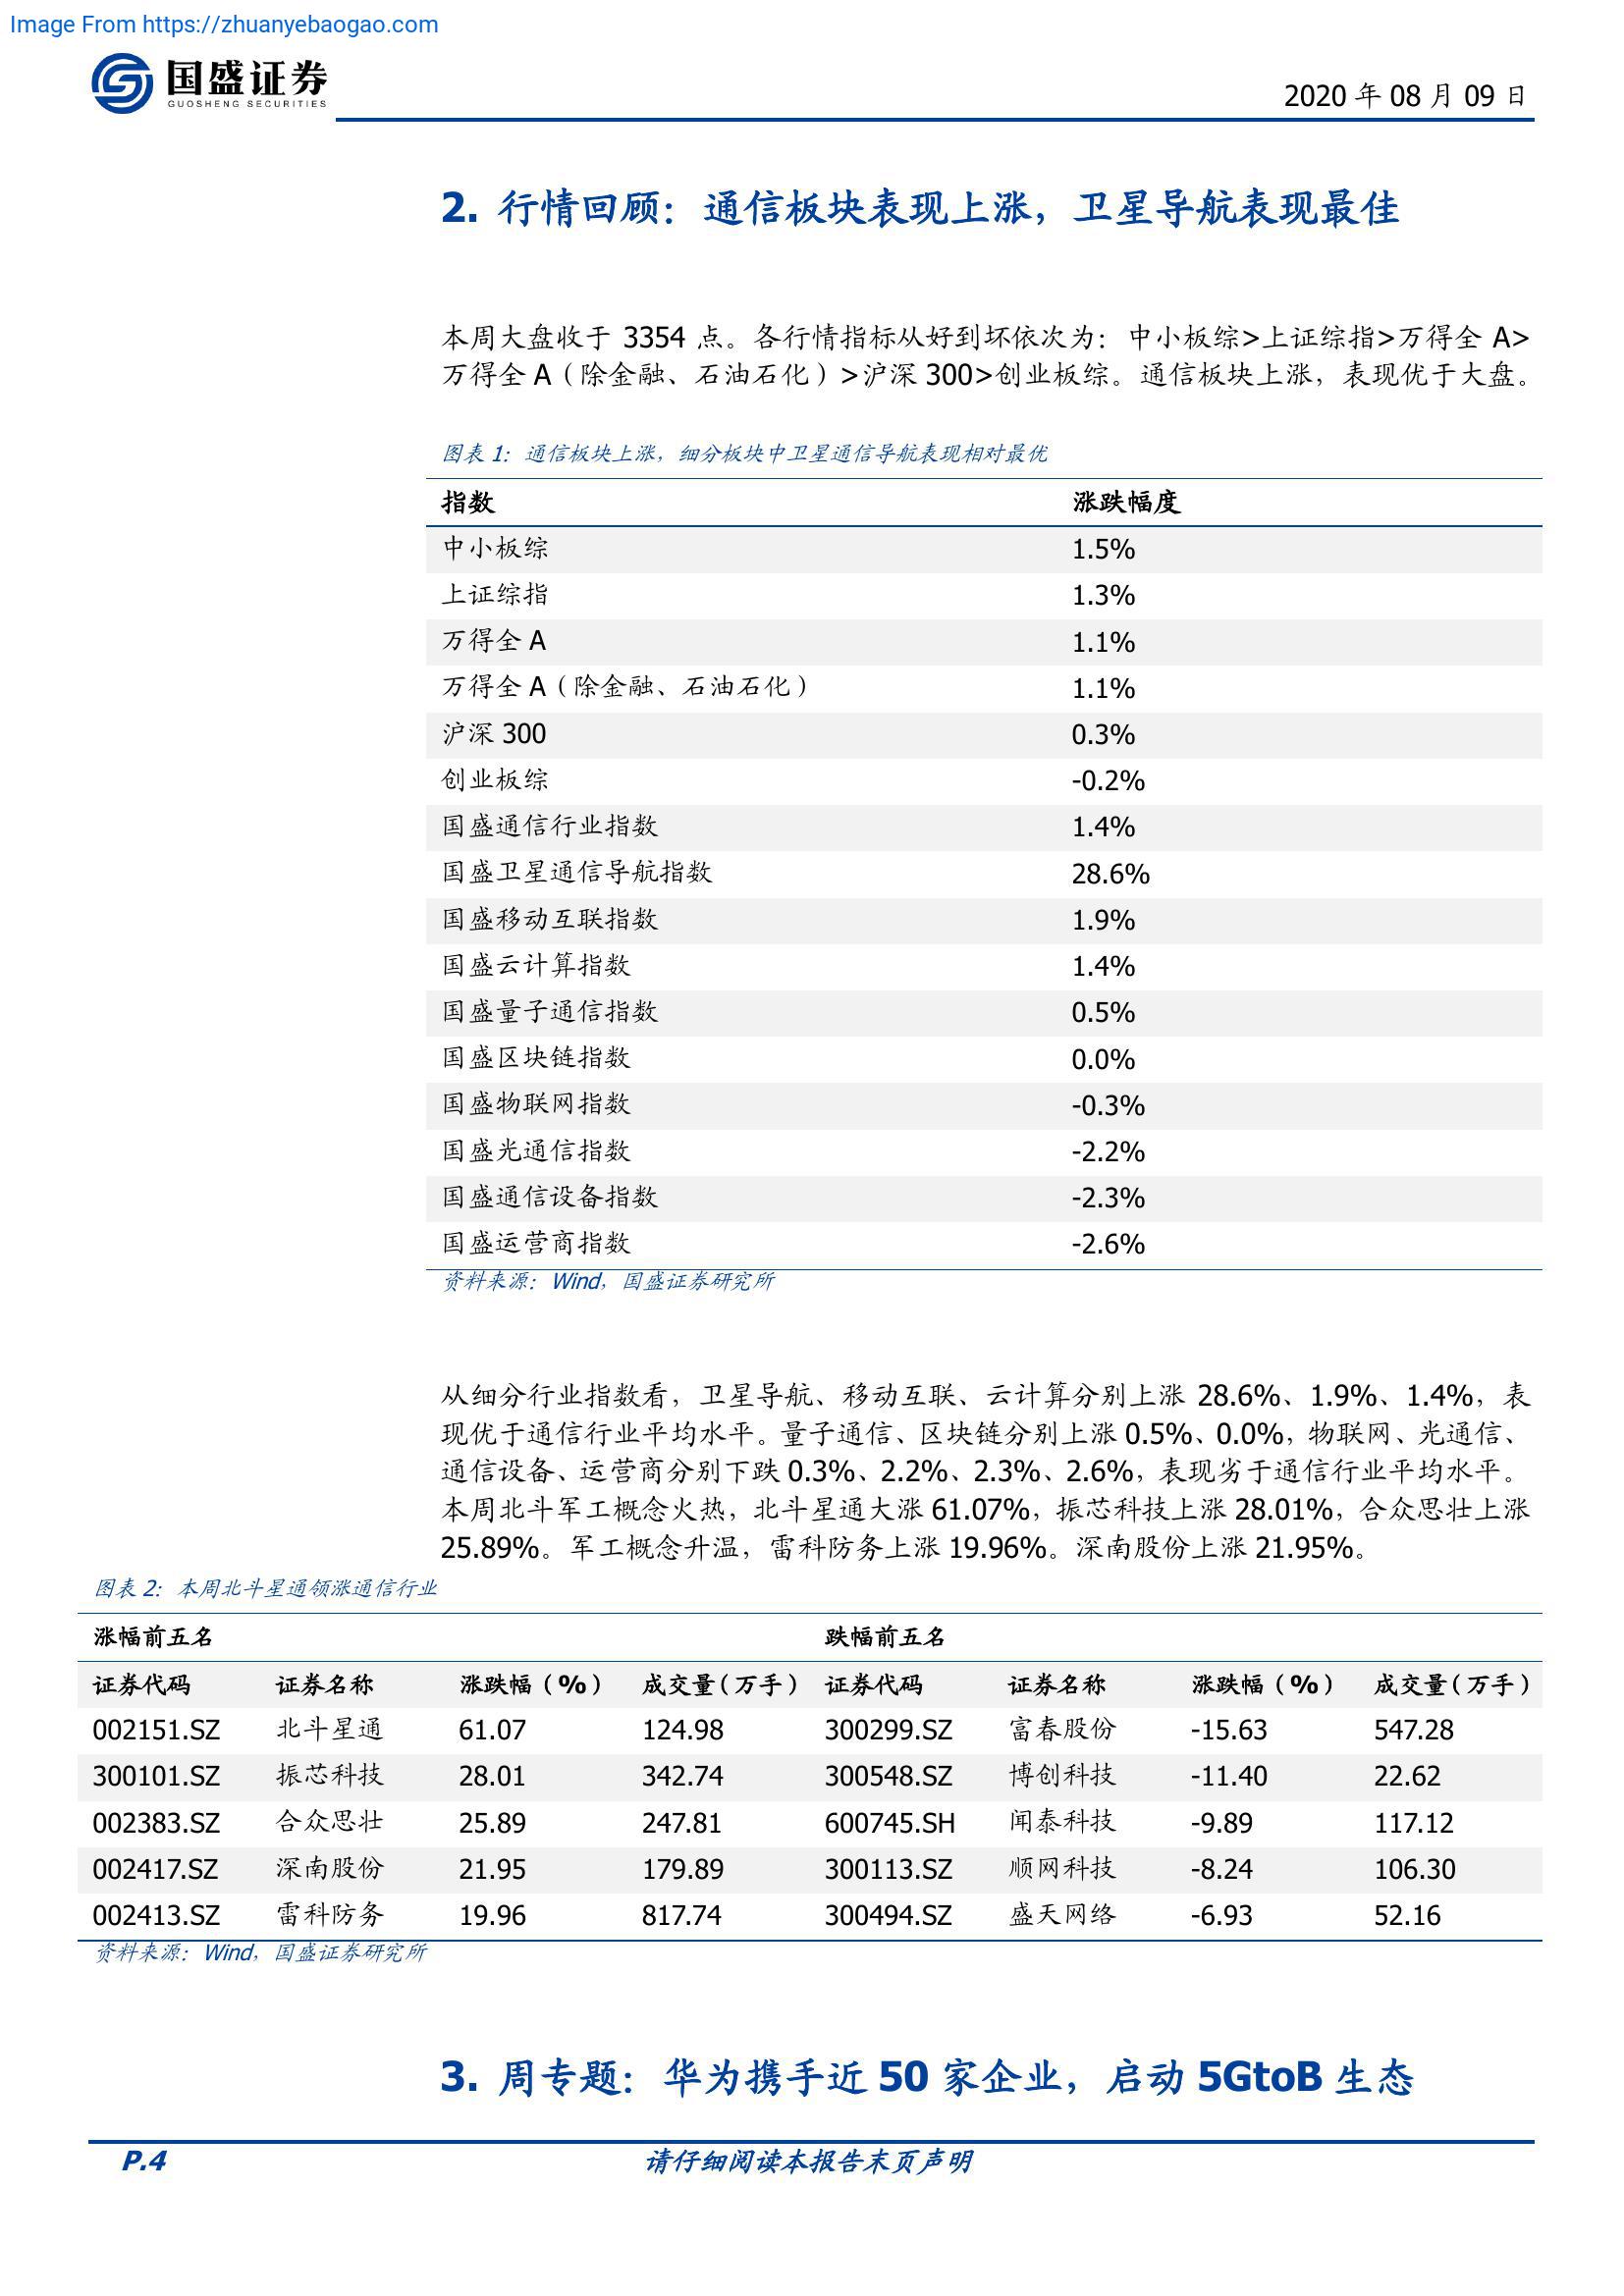 Image From https://zhuanyebaogao.com
国盛证券
GUOSHENG SECURITIES
2020 年 08 月 09 日
2. 行情回顾：通信板块表现上涨，卫星导航表现最佳
本周大盘收于 3354 点。各行情指标从好到坏依次为：中小板综>上证综指>万得全 A>
万得全 A（除金融、石油石化）>沪深 300>创业板综。通信板块上涨，表现优于大盘。
图表 1：通信板块上涨，细分板块中卫星通信导航表现相对最优
指数 涨跌幅度
中小板综 1.5%
上证综指 1.3%
万得全 A 1.1%
万得全 A（除金融、石油石化） 1.1%
沪深 300 0.3%
创业板综 -0.2%
国盛通信行业指数 1.4%
国盛卫星通信导航指数 28.6%
国盛移动互联指数 1.9%
国盛云计算指数 1.4%
国盛量子通信指数 0.5%
国盛区块链指数 0.0%
国盛物联网指数 -0.3%
国盛光通信指数 -2.2%
国盛通信设备指数 -2.3%
国盛运营商指数 -2.6%
资料来源：Wind，国盛证券研究所
从细分行业指数看，卫星导航、移动互联、云计算分别上涨 28.6%、1.9%、1.4%，表
现优于通信行业平均水平。量子通信、区块链分别上涨 0.5%、0.0%，物联网、光通信、
通信设备、运营商分别下跌 0.3%、2.2%、2.3%、2.6%，表现劣于通信行业平均水平。
本周北斗军工概念火热，北斗星通大涨 61.07%，振芯科技上涨 28.01%，合众思壮上涨
25.89%。军工概念升温，雷科防务上涨 19.96%。深南股份上涨 21.95%。
图表 2：本周北斗星通领涨通信行业
涨幅前五名 跌幅前五名
证券代码 证券名称 涨跌幅（%） 成交量（万手） 证券代码 证券名称 涨跌幅（%） 成交量（万手）
002151.SZ 北斗星通 61.07 124.98 300299.SZ 富春股份 -15.63 547.28
300101.SZ 振芯科技 28.01 342.74 300548.SZ 博创科技 -11.40 22.62
002383.SZ 合众思壮 25.89 247.81 600745.SH 闻泰科技 -9.89 117.12
002417.SZ 深南股份 21.95 179.89 300113.SZ 顺网科技 -8.24 106.30
002413.SZ 雷科防务 19.96 817.74 300494.SZ 盛天网络 -6.93 52.16
资料来源：Wind，国盛证券研究所
3. 周专题：华为携手近 50 家企业，启动 5GtoB 生态
P.4 请仔细阅读本报告末页声明